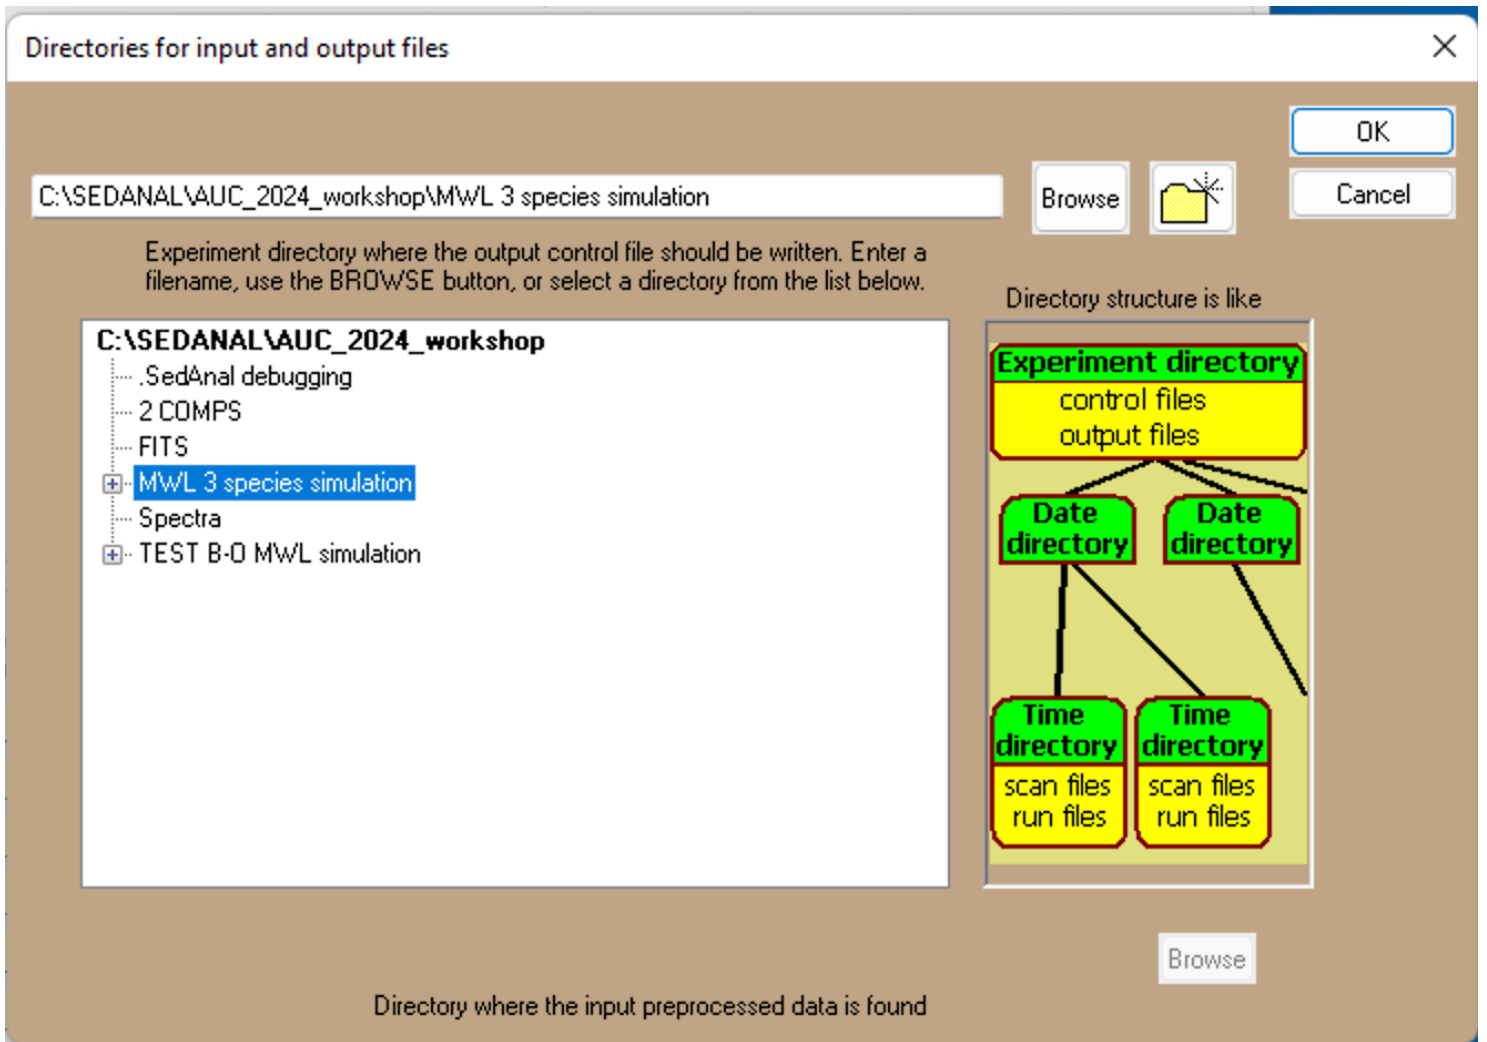 Directories for input and output files
OK
C:\SEDANAL\AUC_2024_workshop\MWL 3 species simulation
Browse
Cancel
Experiment directory where the output control file should be written. Enter a
filename, use the BROWSE button, or select a directory from the list below.
Directory structure is like
C:\SEDANAL\AUC_2024_workshop
.SedAnal debugging
2 COMPS
FITS
MWL 3 species simulation
Spectra
TEST B-O MWL simulation
Experiment directory
control files
output files
Date
directory
Date
directory
Time
directory
scan files
run files
Time
directory
scan files
run files
Browse
Directory where the input preprocessed data is found